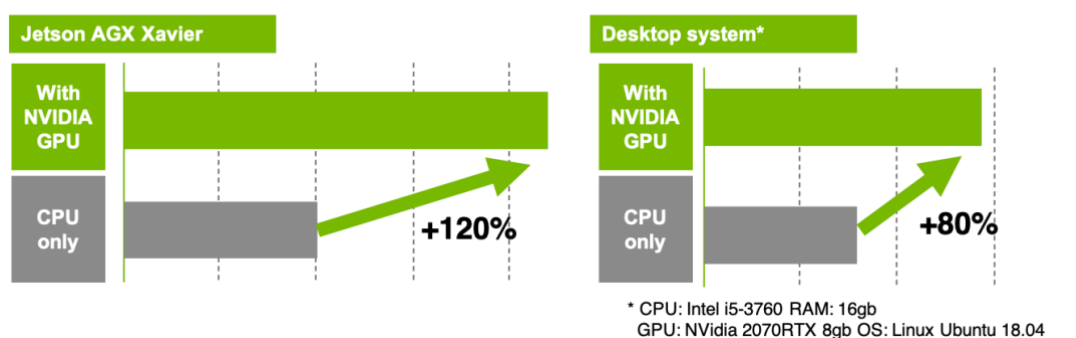 Jetson AGX Xavier
With
NVIDIA
GPU
CPU
only
+120%
Desktop system*
With
NVIDIA
GPU
CPU
only
+80%
* CPU: Intel i5-3760 RAM: 16gb
GPU: NVidia 2070RTX 8gb OS: Linux Ubuntu 18.04